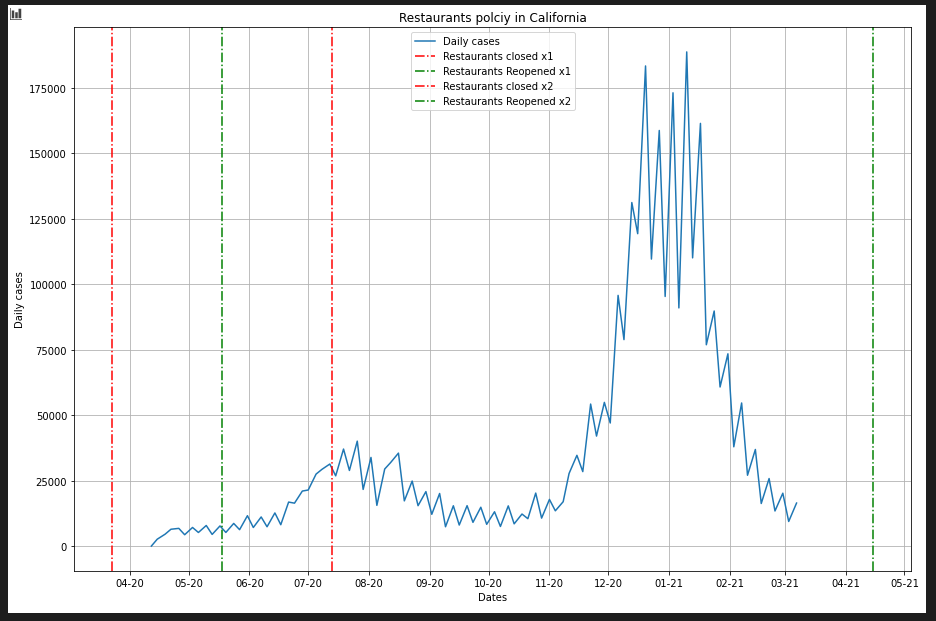 Restaurants polciy in California
Daily cases
Restaurants closed x1
Restaurants Reopened x1
Restaurants closed x2
Restaurants Reopened x2
175000
150000
125000
100000
75000
50000
25000
0
Daily cases
04-20 05-20 06-20 07-20 08-20 09-20 10-20 11-20 12-20 01-21 02-21 03-21 04-21 05-21
Dates